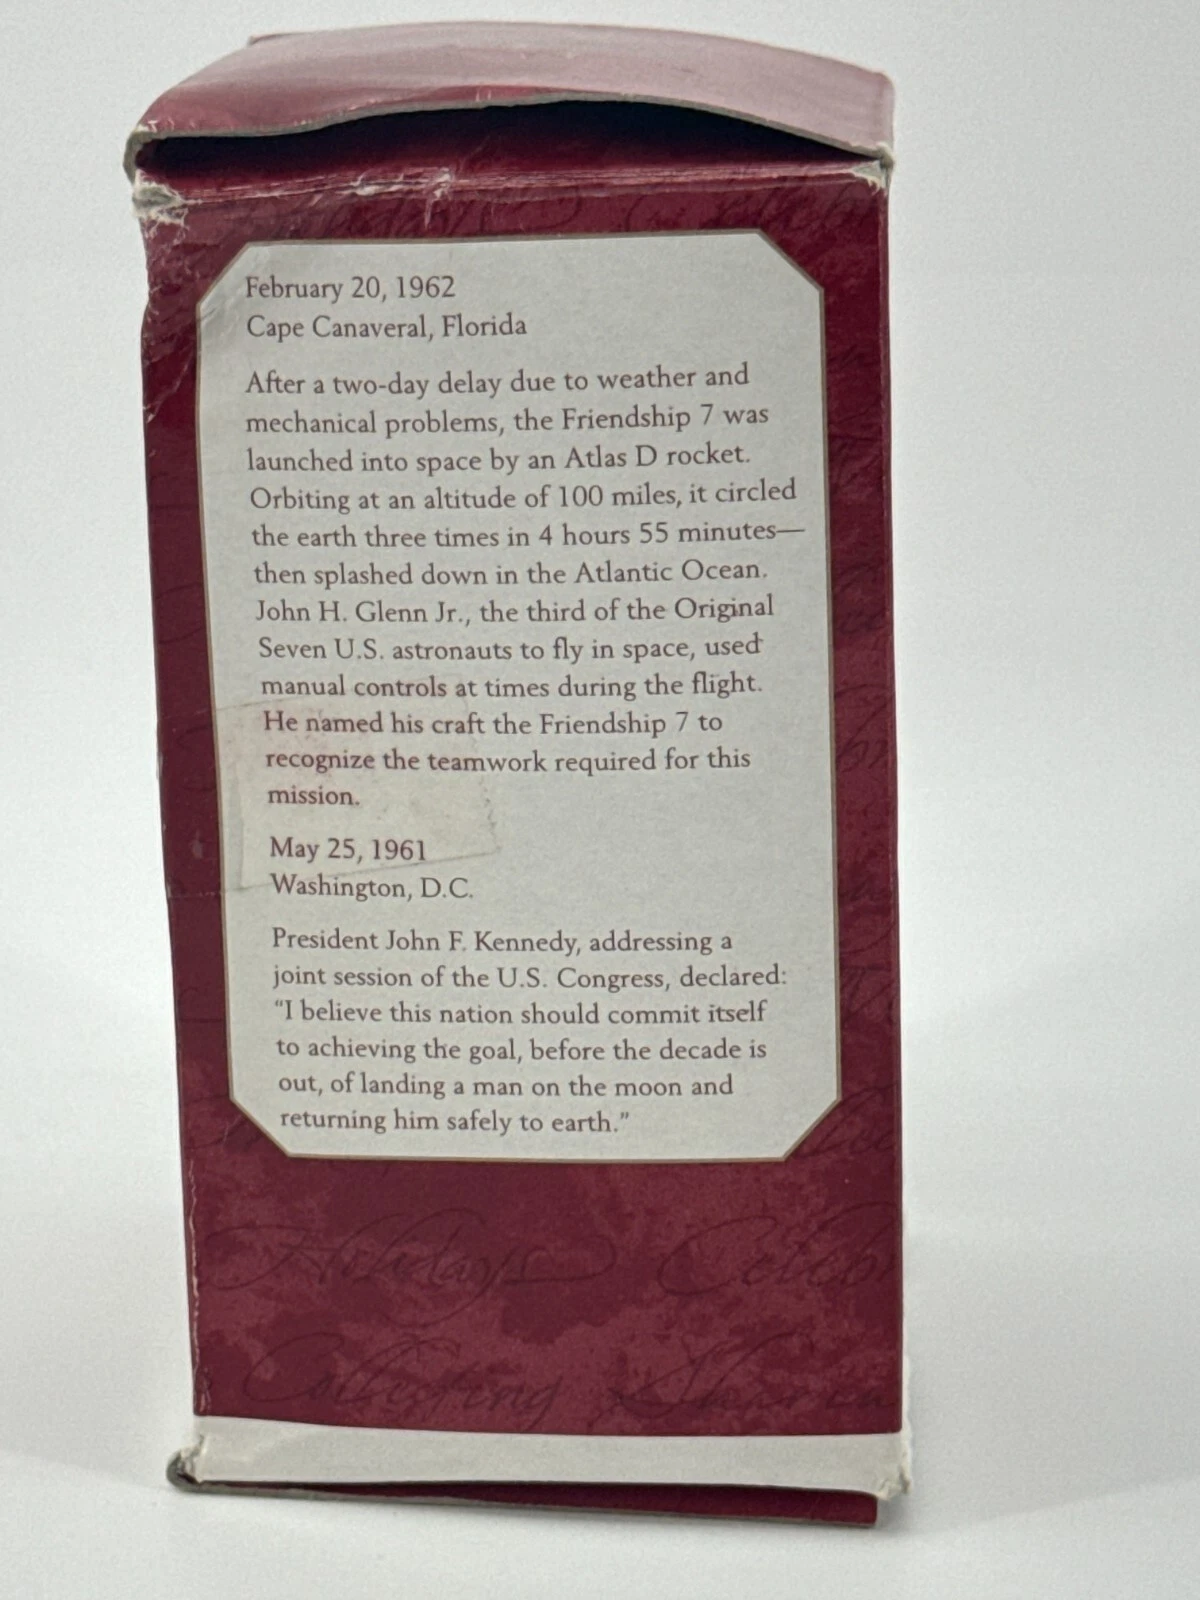 February 20, 1962
Cape Canaveral, Florida
After a two-day delay due to weather and
mechanical problems, the Friendship 7 was
launched into space by an Atlas D rocket.
Orbiting at an altitude of 100 miles, it circled
the earth three times in 4 hours 55 minutes—
then splashed down in the Atlantic Ocean.
John H. Glenn Jr., the third of the Original
Seven U.S. astronauts to fly in space, used
manual controls at times during the flight.
He named his craft the Friendship 7 to
recognize the teamwork required for this
mission.
May 25, 1961
Washington, D.C.
President John F. Kennedy, addressing a
joint session of the U.S. Congress, declared:
“I believe this nation should commit itself
to achieving the goal, before the decade is
out, of landing a man on the moon and
returning him safely to earth.”
Holidays Celeb
Collecting